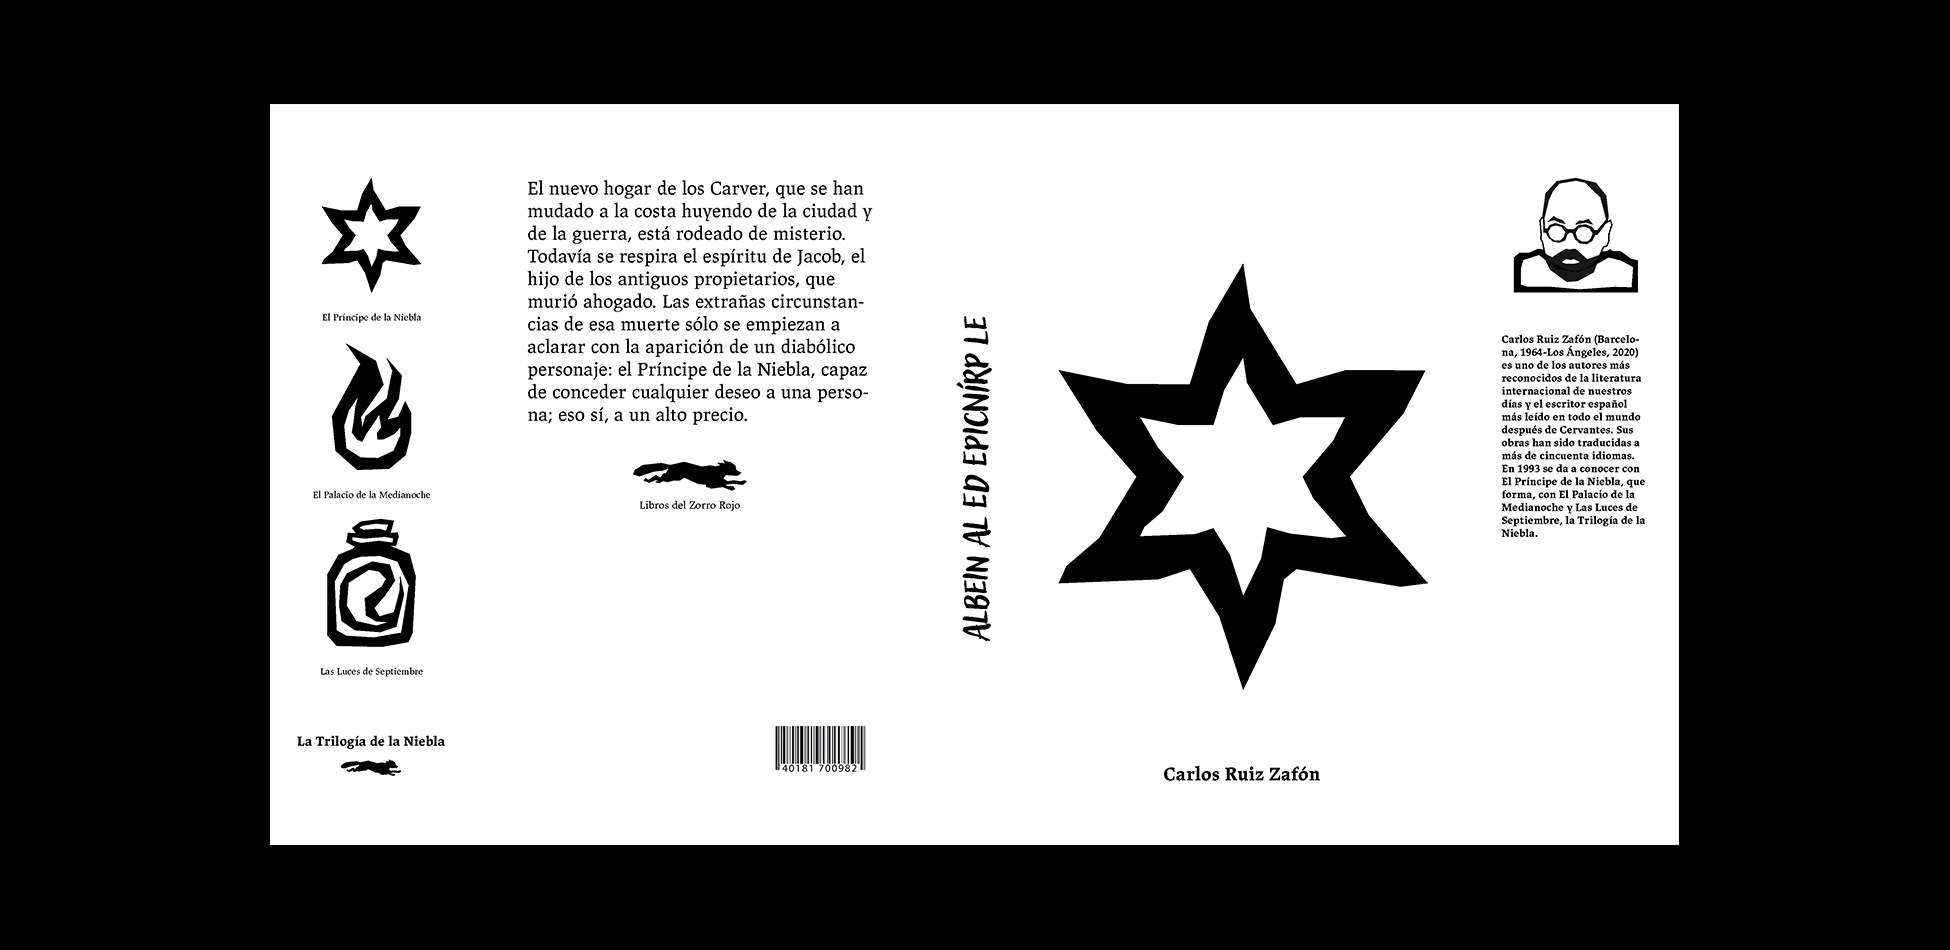 El Príncipe de la Niebla
El Palacio de la Medianoche
Las Luces de Septiembre
La Trilogía de la Niebla
El nuevo hogar de los Carver, que se han
mudado a la costa huyendo de la ciudad y
de la guerra, está rodeado de misterio.
Todavía se respira el espíritu de Jacob, el
hijo de los antiguos propietarios, que
murió ahogado. Las extrañas circunstan-
cias de esa muerte sólo se empiezan a
aclarar con la aparición de un diabólico
personaje: el Príncipe de la Niebla, capaz
de conceder cualquier deseo a una perso-
na; eso sí, a un alto precio.
Libros del Zorro Rojo
40181 700982
ALBEIN AL ED EPICNÍRP LE
Carlos Ruiz Zafón
Carlos Ruiz Zafón (Barcelo-
na, 1964-Los Ángeles, 2020)
es uno de los autores más
reconocidos de la literatura
internacional de nuestros
días y el escritor español
más leído en todo el mundo
después de Cervantes. Sus
obras han sido traducidas a
más de cincuenta idiomas.
En 1993 se da a conocer con
El Príncipe de la Niebla, que
forma, con El Palacio de la
Medianoche y Las Luces de
Septiembre, la Trilogía de la
Niebla.